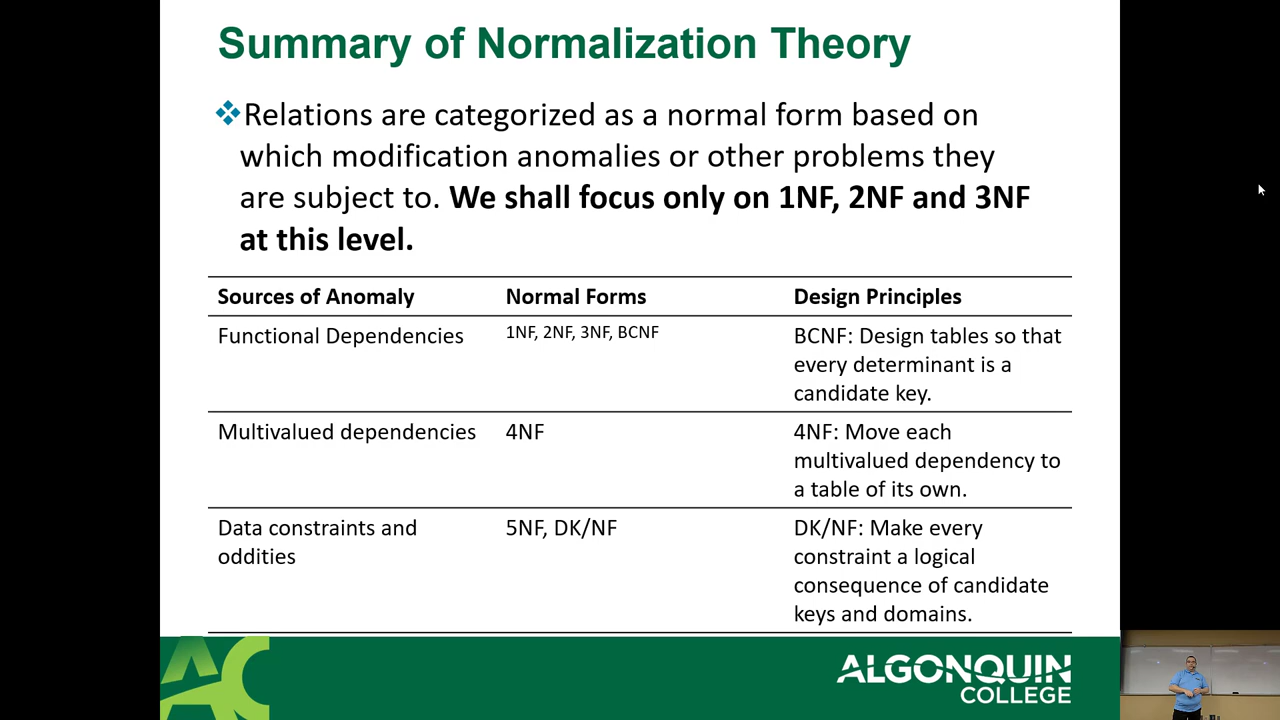 Summary of Normalization Theory
❖Relations are categorized as a normal form based on
which modification anomalies or other problems they
are subject to. We shall focus only on 1NF, 2NF and 3NF
at this level.
Sources of Anomaly Normal Forms Design Principles
Functional Dependencies 1NF, 2NF, 3NF, BCNF BCNF: Design tables so that
every determinant is a
candidate key.
Multivalued dependencies 4NF 4NF: Move each
multivalued dependency to
a table of its own.
Data constraints and 5NF, DK/NF DK/NF: Make every
oddities constraint a logical
consequence of candidate
keys and domains.
AC
ALGONQUIN
COLLEGE